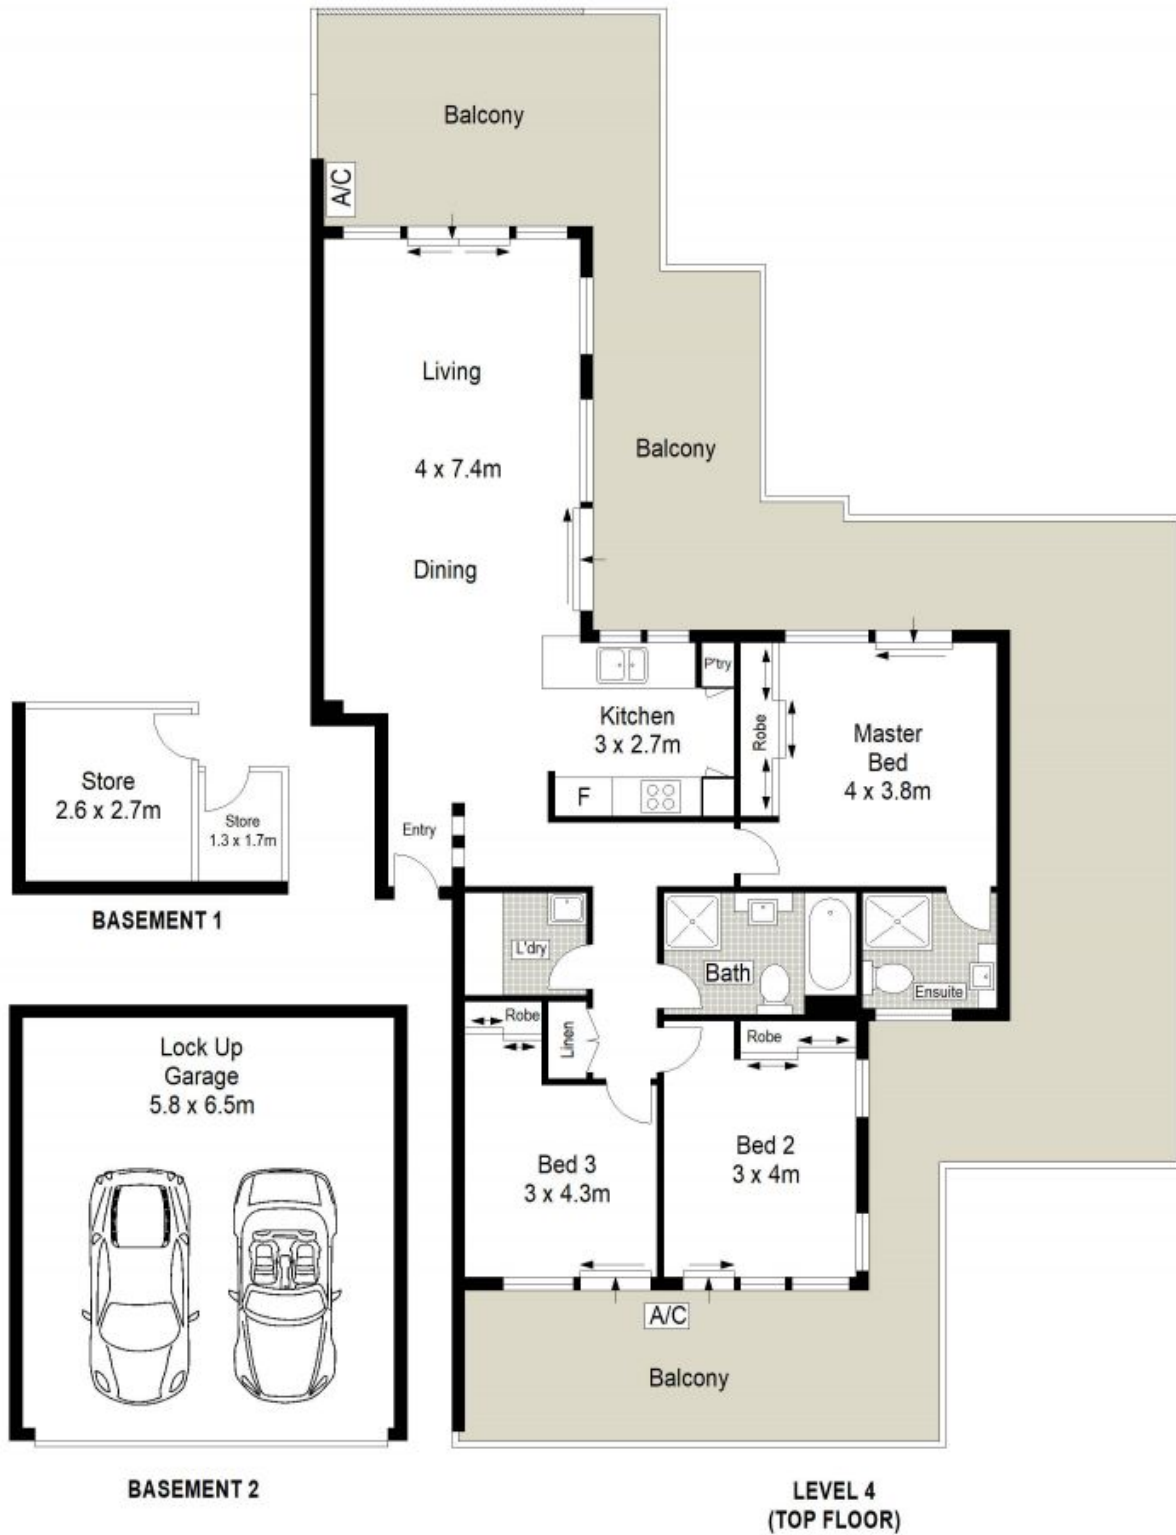 Balcony
A/C
Living
4 x 7.4m
Dining
Balcony
P'try
Kitchen
3 x 2.7m
F
Robe
Master
Bed
4 x 3.8m
Entry
Store
2.6 x 2.7m
Store
1.3 x 1.7m
BASEMENT 1
L'dry
Bath
Ensuite
Robe
Linen
Robe
Bed 3
3 x 4.3m
Bed 2
3 x 4m
A/C
Balcony
Lock Up
Garage
5.8 x 6.5m
BASEMENT 2
LEVEL 4
(TOP FLOOR)